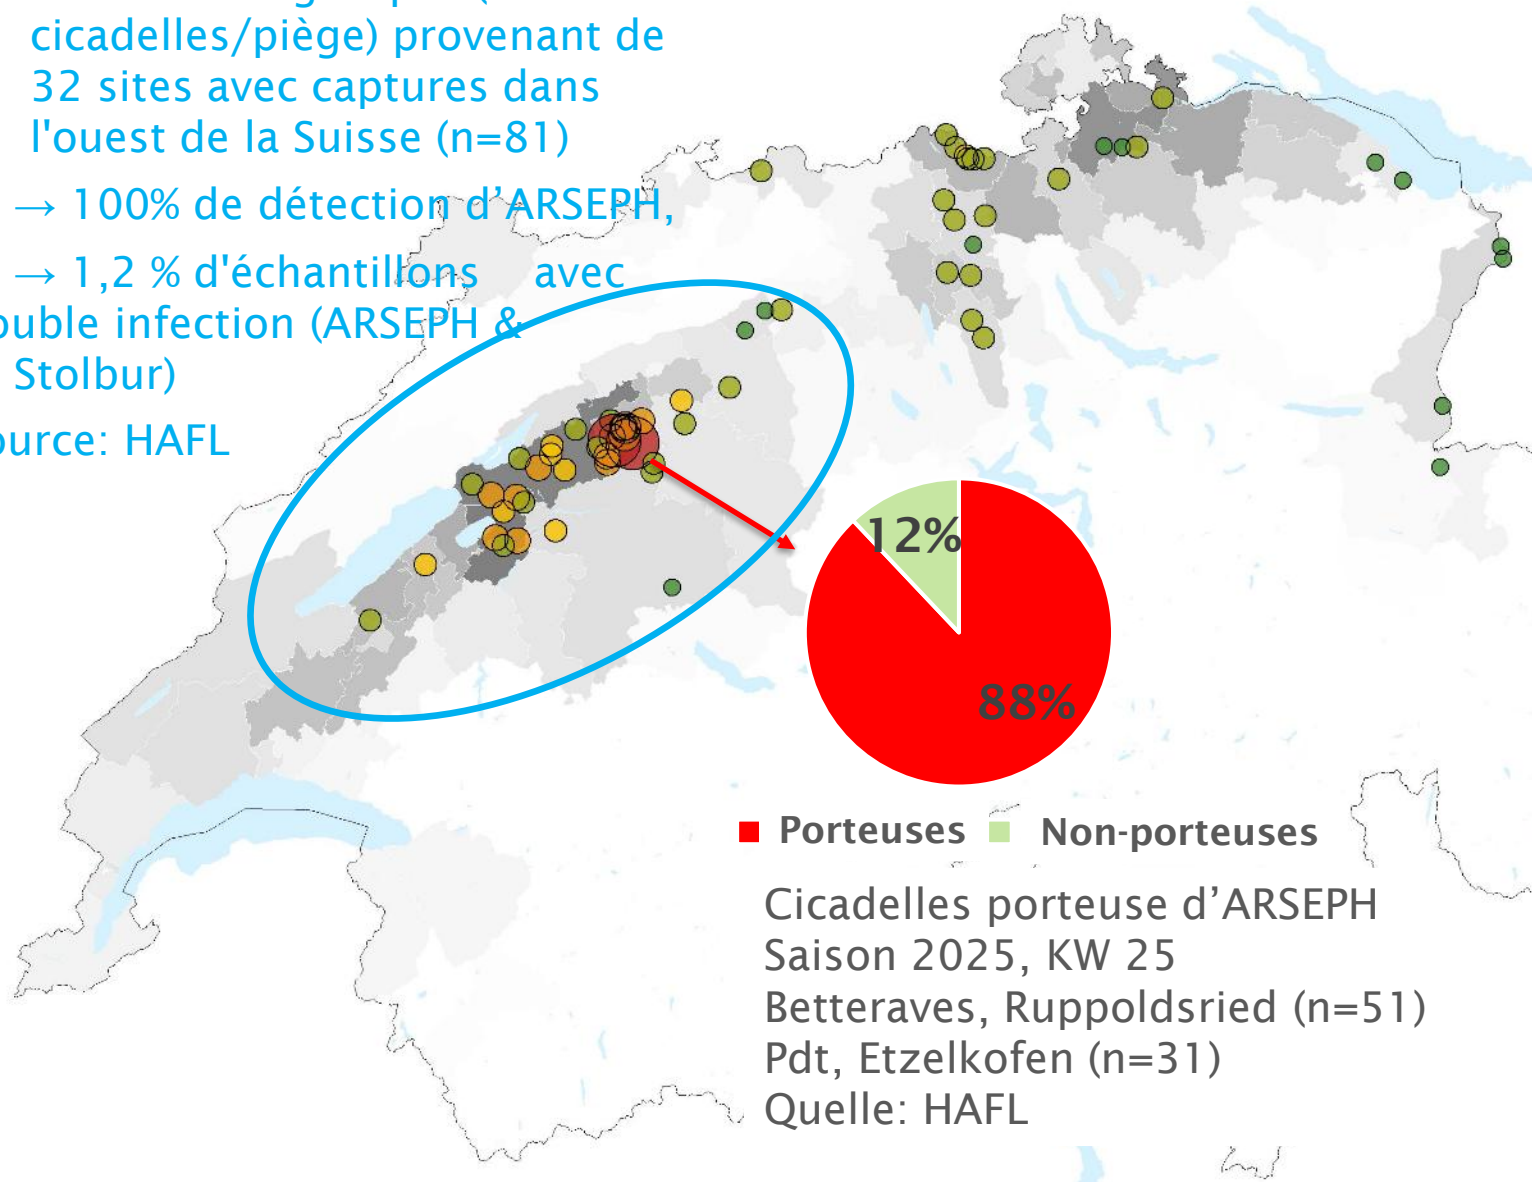 cicadelles/piège) provenant de
32 sites avec captures dans
l'ouest de la Suisse (n=81)
→ 100% de détection d’ARSEPH,
→ 1,2 % d'échantillons avec
ouble infection (ARSEPH &
Stolbur)
ource: HAFL
12%
88%
Porteuses Non-porteuses
Cicadelles porteuse d’ARSEPH
Saison 2025, KW 25
Betteraves, Ruppoldsried (n=51)
Pdt, Etzelkofen (n=31)
Quelle: HAFL